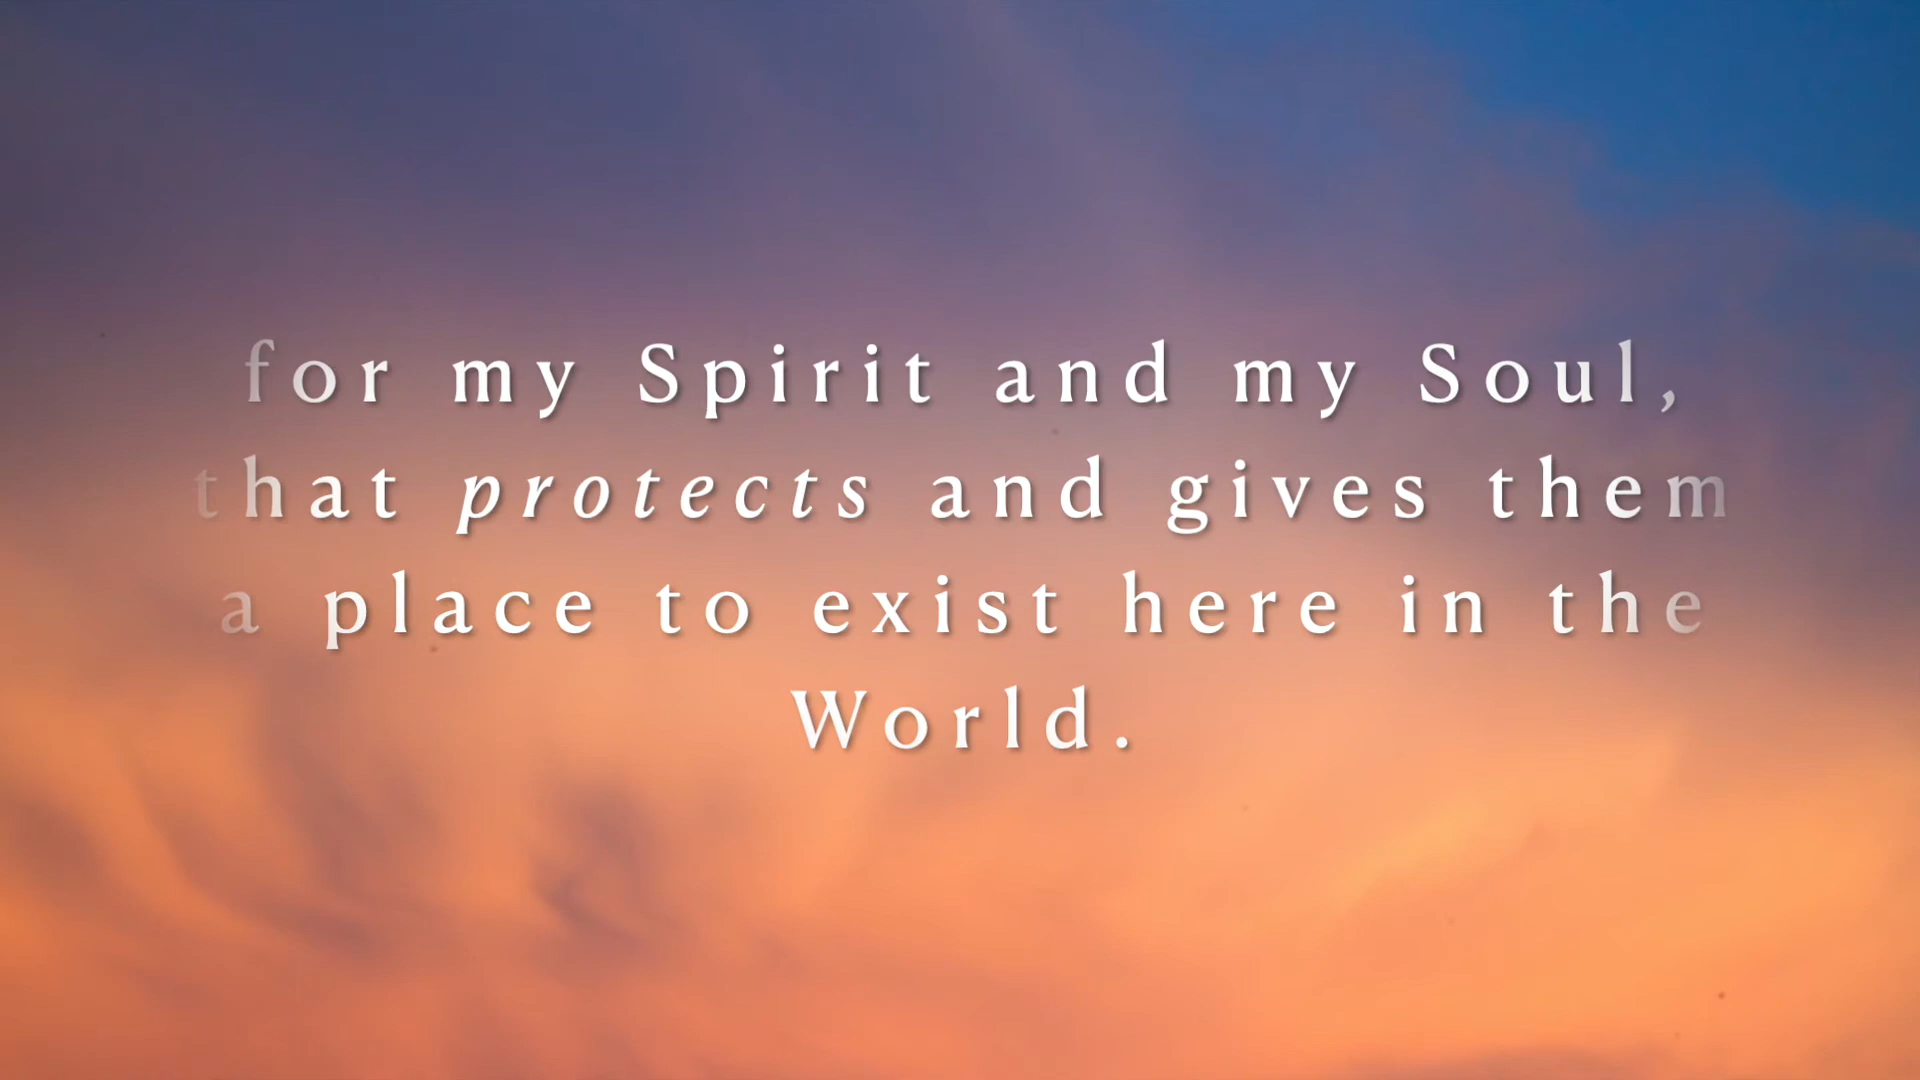 for my Spirit and my Soul,
that protects and gives them
a place to exist here in the
World.